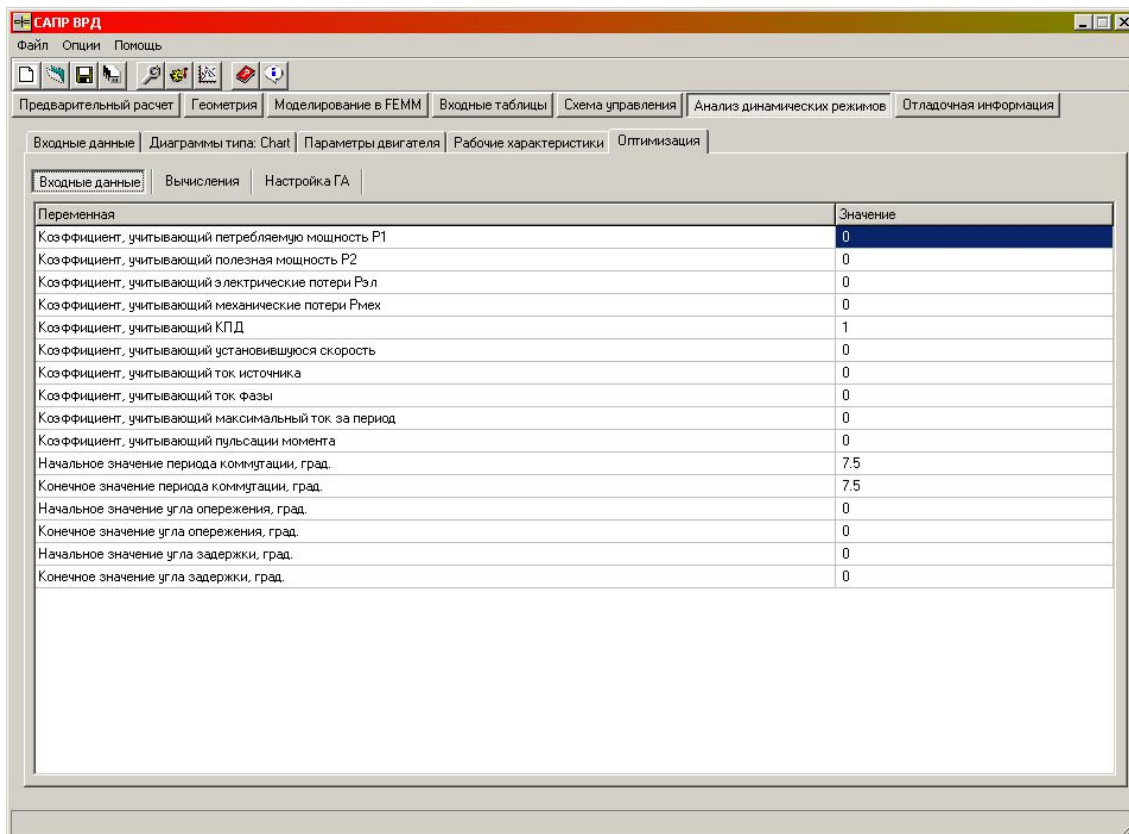 САПР ВРД
Файл Опции Помощь
Предварительный расчет Геометрия Моделирование в FEMM Входные таблицы Схема управления Анализ динамических режимов Отладочная информация
Входные данные Диаграммы типа: Chart Параметры двигателя Рабочие характеристики Оптимизация
Входные данные Вычисления Настройка ГА
Переменная Значение
Коэффициент, учитывающий петребляемую мощность P1 0
Коэффициент, учитывающий полезная мощность P2 0
Коэффициент, учитывающий электрические потери Pэл 0
Коэффициент, учитывающий механические потери Pмех 0
Коэффициент, учитывающий КПД 1
Коэффициент, учитывающий установившуюся скорость 0
Коэффициент, учитывающий ток источника 0
Коэффициент, учитывающий ток фазы 0
Коэффициент, учитывающий максимальный ток за период 0
Коэффициент, учитывающий пульсации момента 0
Начальное значение периода коммутации, град. 7.5
Конечное значение периода коммутации, град. 7.5
Начальное значение угла опережения, град. 0
Конечное значение угла опережения, град. 0
Начальное значение угла задержки, град. 0
Конечное значение угла задержки, град. 0